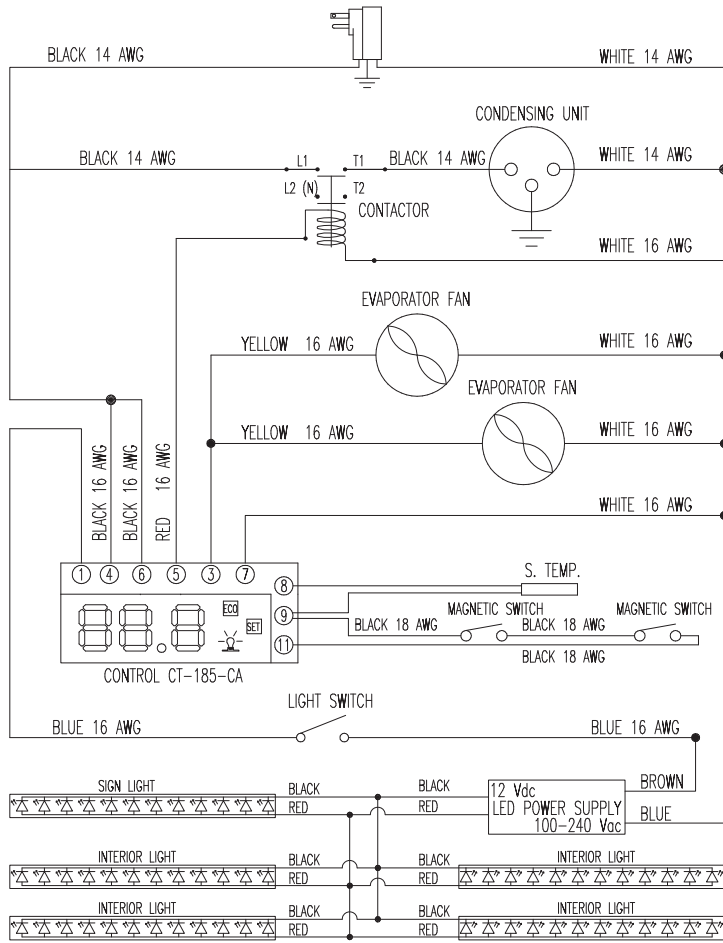 BLACK 14 AWG
WHITE 14 AWG
CONDENSING UNIT
BLACK 14 AWG
L1
T1
BLACK 14 AWG
WHITE 14 AWG
L2 (N)
T2
CONTACTOR
WHITE 16 AWG
EVAPORATOR FAN
YELLOW 16 AWG
WHITE 16 AWG
EVAPORATOR FAN
YELLOW 16 AWG
WHITE 16 AWG
BLACK 16 AWG
BLACK 16 AWG
RED 16 AWG
WHITE 16 AWG
1 4 6 5 3 7
8
S. TEMP.
ECO
SET
9
MAGNETIC SWITCH
MAGNETIC SWITCH
BLACK 18 AWG
BLACK 18 AWG
11
BLACK 18 AWG
CONTROL CT-185-CA
LIGHT SWITCH
BLUE 16 AWG
BLUE 16 AWG
SIGN LIGHT
BLACK
BLACK
12 Vdc
BROWN
RED
RED
LED POWER SUPPLY
100-240 Vac
BLUE
INTERIOR LIGHT
BLACK
BLACK
INTERIOR LIGHT
RED
RED
INTERIOR LIGHT
BLACK
BLACK
INTERIOR LIGHT
RED
RED